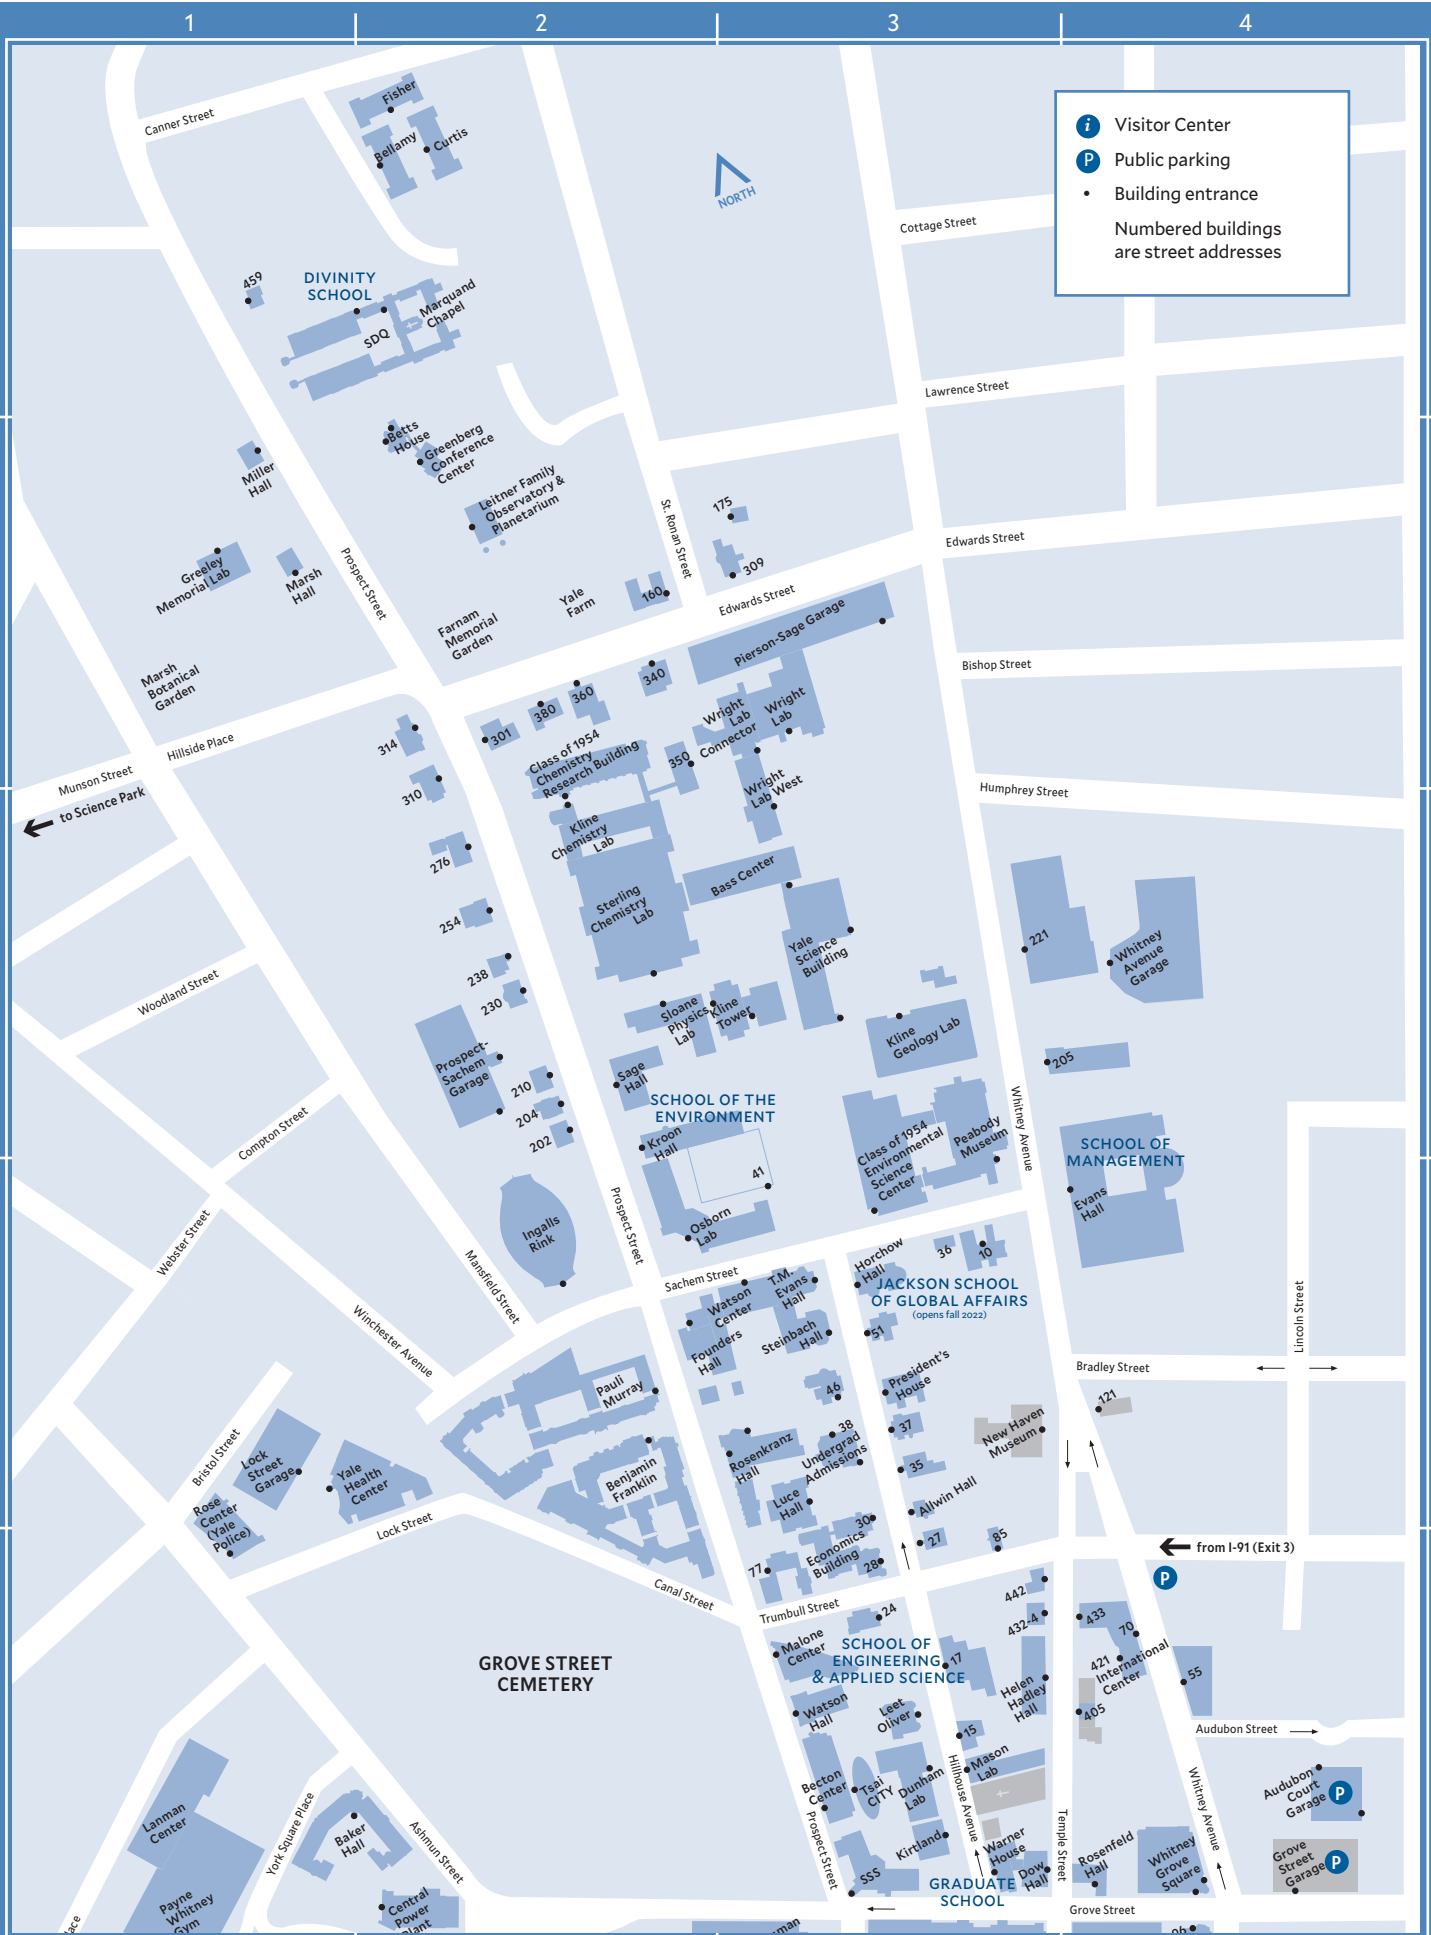 1
2
3
4
Canner Street
Fisher
Bellamy
Curtis
NORTH
i
Visitor Center
P
Public parking
Building entrance
Numbered buildings
are street addresses
Cottage Street
459
DIVINITY
SCHOOL
SDQ
Marquand
Chapel
Lawrence Street
Betts
House
Greenberg
Conference
Center
Miller
Hall
Leitner Family
Observatory &
Planetarium
St. Ronan Street
175
309
Edwards Street
Greeley
Memorial Lab
Marsh
Hall
Prospect Street
Yale
Farm
160
Edwards Street
Farnam
Memorial
Garden
Pierson-Sage Garage
Bishop Street
Marsh
Botanical
Garden
340
360
380
301
Wright
Lab
Connector
Wright
Lab
314
Hillside Place
Munson Street
to Science Park
310
Class of 1954
Chemistry
Research Building
350
Wright
Lab West
Humphrey Street
Kline
Chemistry
Lab
276
Bass Center
Sterling
Chemistry
Lab
254
221
Whitney
Avenue
Garage
Yale
Science
Building
238
230
Woodland Street
Sloane
Physics
Lab
Kline
Tower
Kline
Geology Lab
205
Prospect-
Sachem
Garage
210
204
202
Sage
Hall
SCHOOL OF THE
ENVIRONMENT
Kroon
Hall
41
Whitney Avenue
Class of 1954
Environmental
Science
Center
Peabody
Museum
SCHOOL OF
MANAGEMENT
Evans
Hall
Compton Street
Webster Street
Ingalls
Rink
Prospect Street
Osborn
Lab
Mansfield Street
Sachem Street
Winchester Avenue
Horchow
Hall
36
10
JACKSON SCHOOL
OF GLOBAL AFFAIRS
(opens fall 2022)
Watson
Center
T.M.
Evans
Hall
Founders
Hall
Steinbach
Hall
51
Lincoln Street
Bradley Street
Pauli
Murray
46
President's
House
121
37
New Haven
Museum
Bristol Street
Lock
Street
Garage
Yale
Health
Center
Benjamin
Franklin
Rosenkranz
Hall
38
Undergrad
Admissions
35
Luce
Hall
Allwin Hall
Rose
Center
(Yale
Police)
Lock Street
30
Economics
Building
28
27
85
77
from I-91 (Exit 3)
P
Canal Street
Trumbull Street
24
442
432-4
433
70
GROVE STREET
CEMETERY
Malone
Center
SCHOOL OF
ENGINEERING
& APPLIED SCIENCE
17
Helen
Hadley
Hall
421
International
Center
55
405
Watson
Hall
Leet
Oliver
15
Audubon Street
Mason
Lab
Becton
Center
Tsai
CITY
Dunham
Lab
Hillhouse Avenue
Temple Street
Whitney Avenue
Audubon
Court
Garage
P
Lanman
Center
York Square Place
Baker
Hall
Ashmun Street
Prospect Street
Kirtland
Warner
House
Rosenfeld
Hall
Whitney
Grove
Square
Grove
Street
Garage
P
SSS
Dow
Hall
GRADUATE
SCHOOL
Payne
Whitney
Gym
Central
Power
Plant
Grove Street
lace
man
96